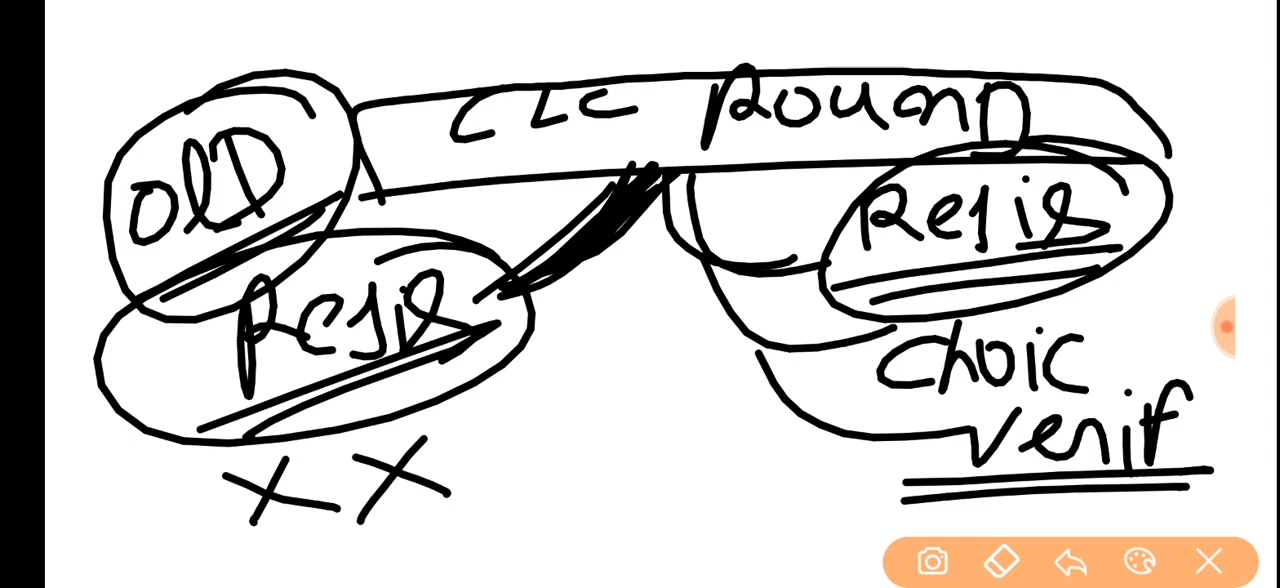 CLC ROUND
OlD
Regis
Regis
choic
Verif
XX